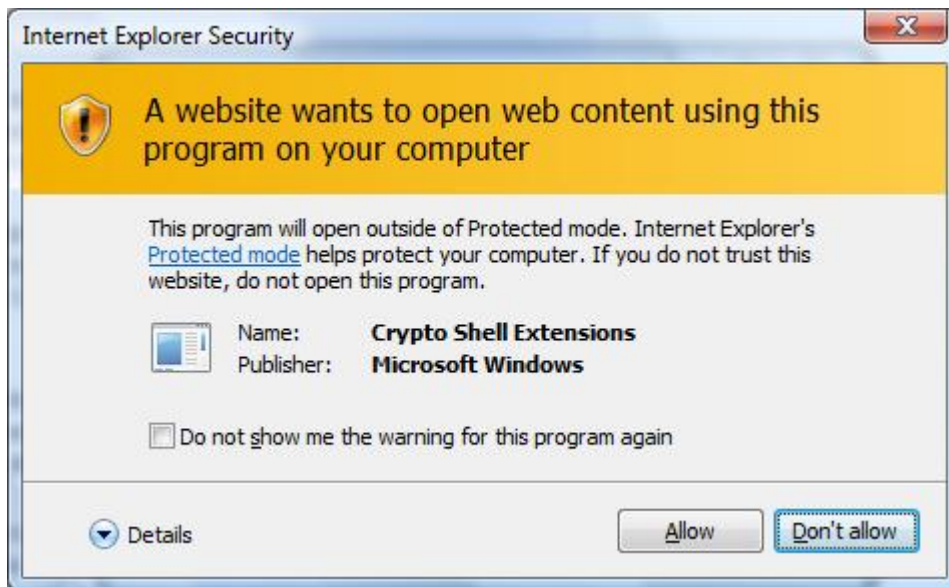 Internet Explorer Security
A website wants to open web content using this
program on your computer
This program will open outside of Protected mode. Internet Explorer's
Protected mode helps protect your computer. If you do not trust this
website, do not open this program.
Name: Crypto Shell Extensions
Publisher: Microsoft Windows
Do not show me the warning for this program again
Details
Allow
Don't allow